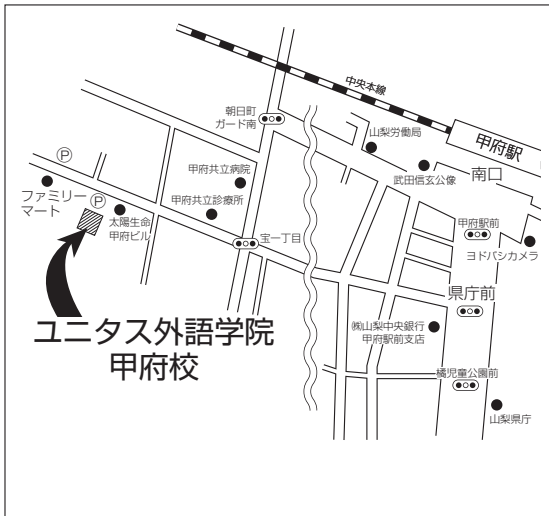 中央本線
朝日町
ガード南
甲府駅
山梨労働局
南口
武田信玄公像
甲府共立病院
甲府共立診療所
Ⓟ
ファミリー
マート
Ⓟ
太陽生命
甲府ビル
宝一丁目
甲府駅前
ヨドバシカメラ
県庁前
ユニタス外語学院
甲府校
㈱山梨中央銀行
甲府駅前支店
橘児童公園前
山梨県庁